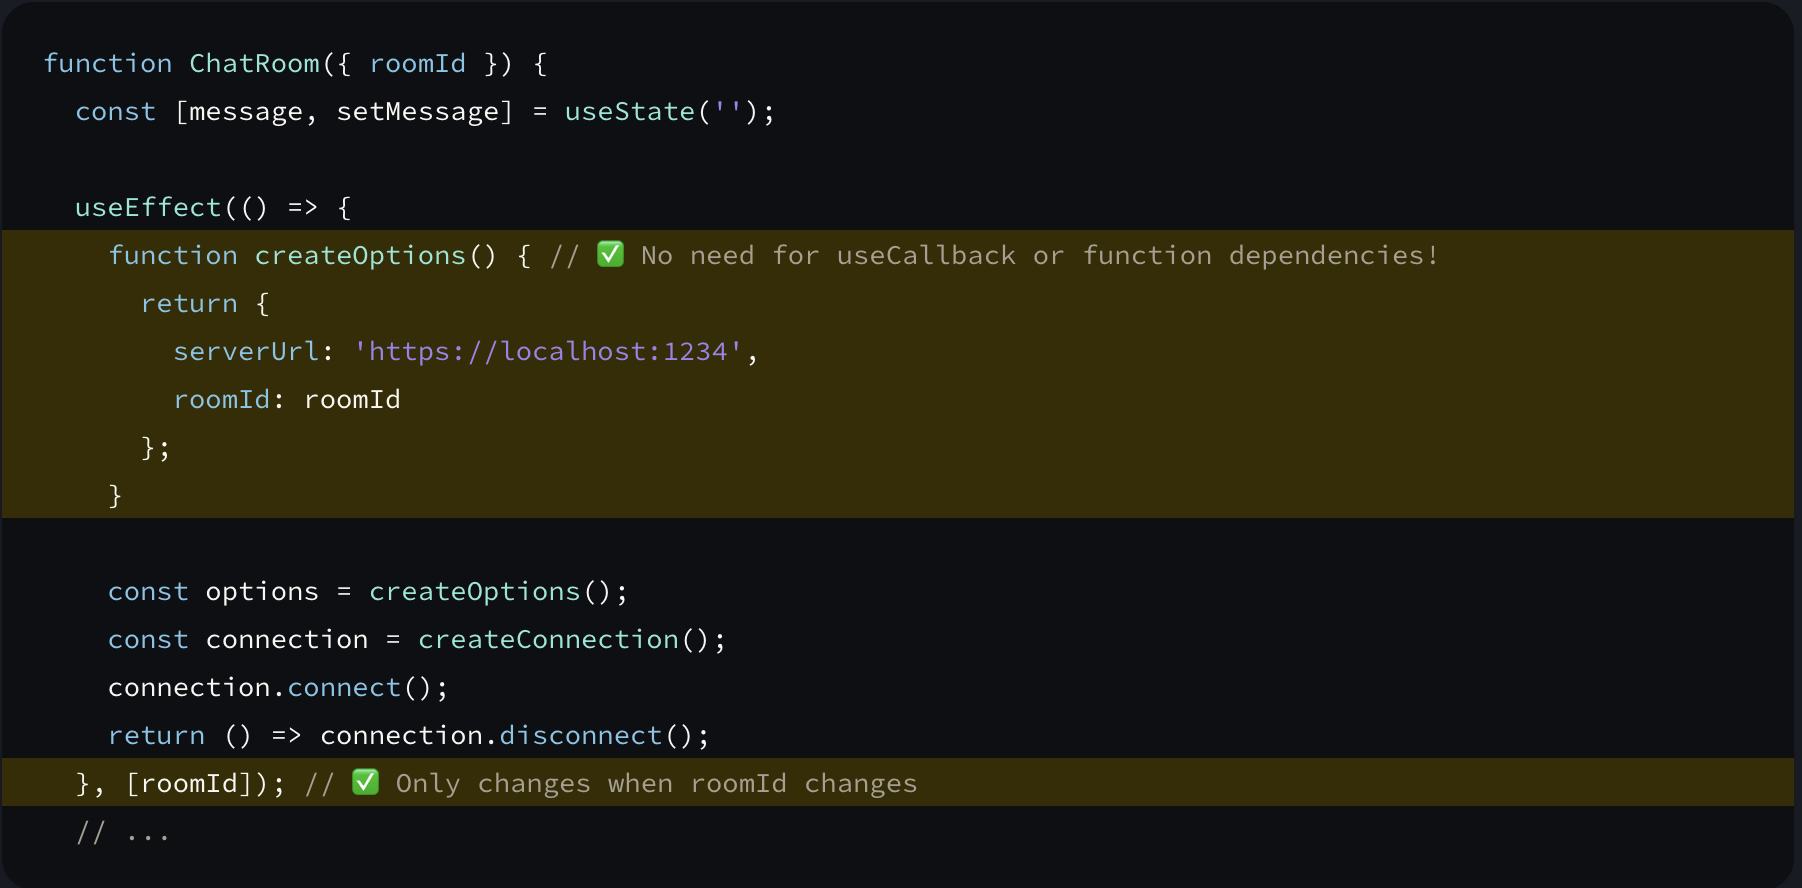 function ChatRoom({ roomId }) {
  const [message, setMessage] = useState('');

  useEffect(() => {
    function createOptions() { // ✅ No need for useCallback or function dependencies!
      return {
        serverUrl: 'https://localhost:1234',
        roomId: roomId
      };
    }

    const options = createOptions();
    const connection = createConnection();
    connection.connect();
    return () => connection.disconnect();
  }, [roomId]); // ✅ Only changes when roomId changes
  // ...